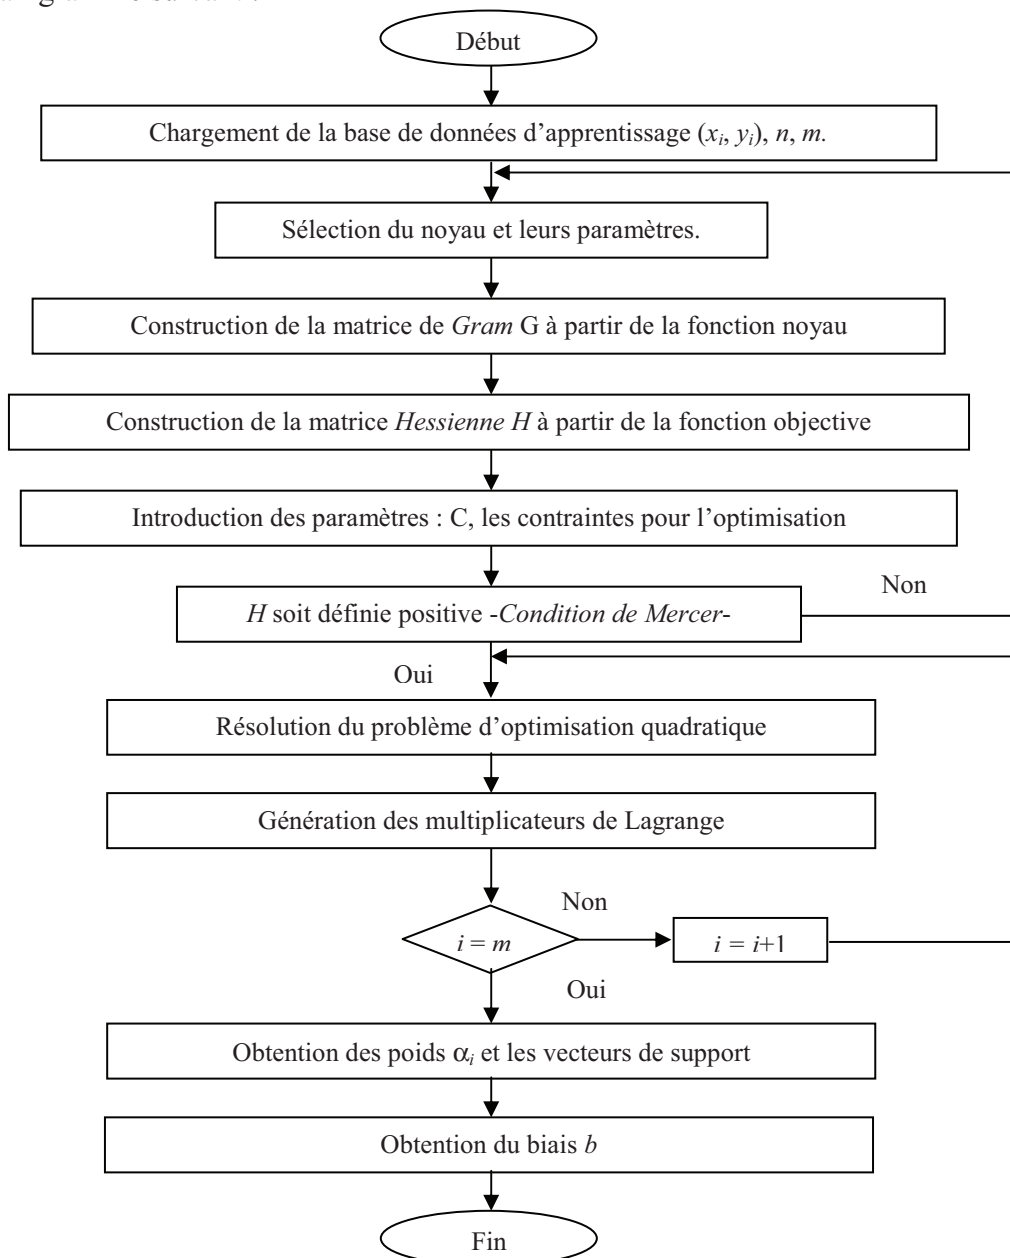 Début
Chargement de la base de données d’apprentissage (xi, yi), n, m.
Sélection du noyau et leurs paramètres.
Construction de la matrice de Gram G à partir de la fonction noyau
Construction de la matrice Hessienne H à partir de la fonction objective
Introduction des paramètres : C, les contraintes pour l’optimisation
Non
H soit définie positive -Condition de Mercer-
Oui
Résolution du problème d’optimisation quadratique
Génération des multiplicateurs de Lagrange
Non
i = m
i = i+1
Oui
Obtention des poids αi et les vecteurs de support
Obtention du biais b
Fin